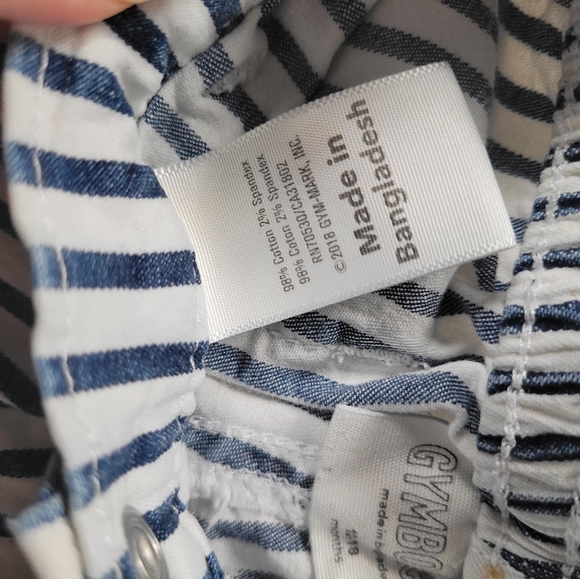 98% Cotton 2% Spandex
98% Coton 2% Spandex
RN70530/CA31802
©2018 GYM-MARK, INC.
Made in
Bangladesh
GYMBO
made in
months